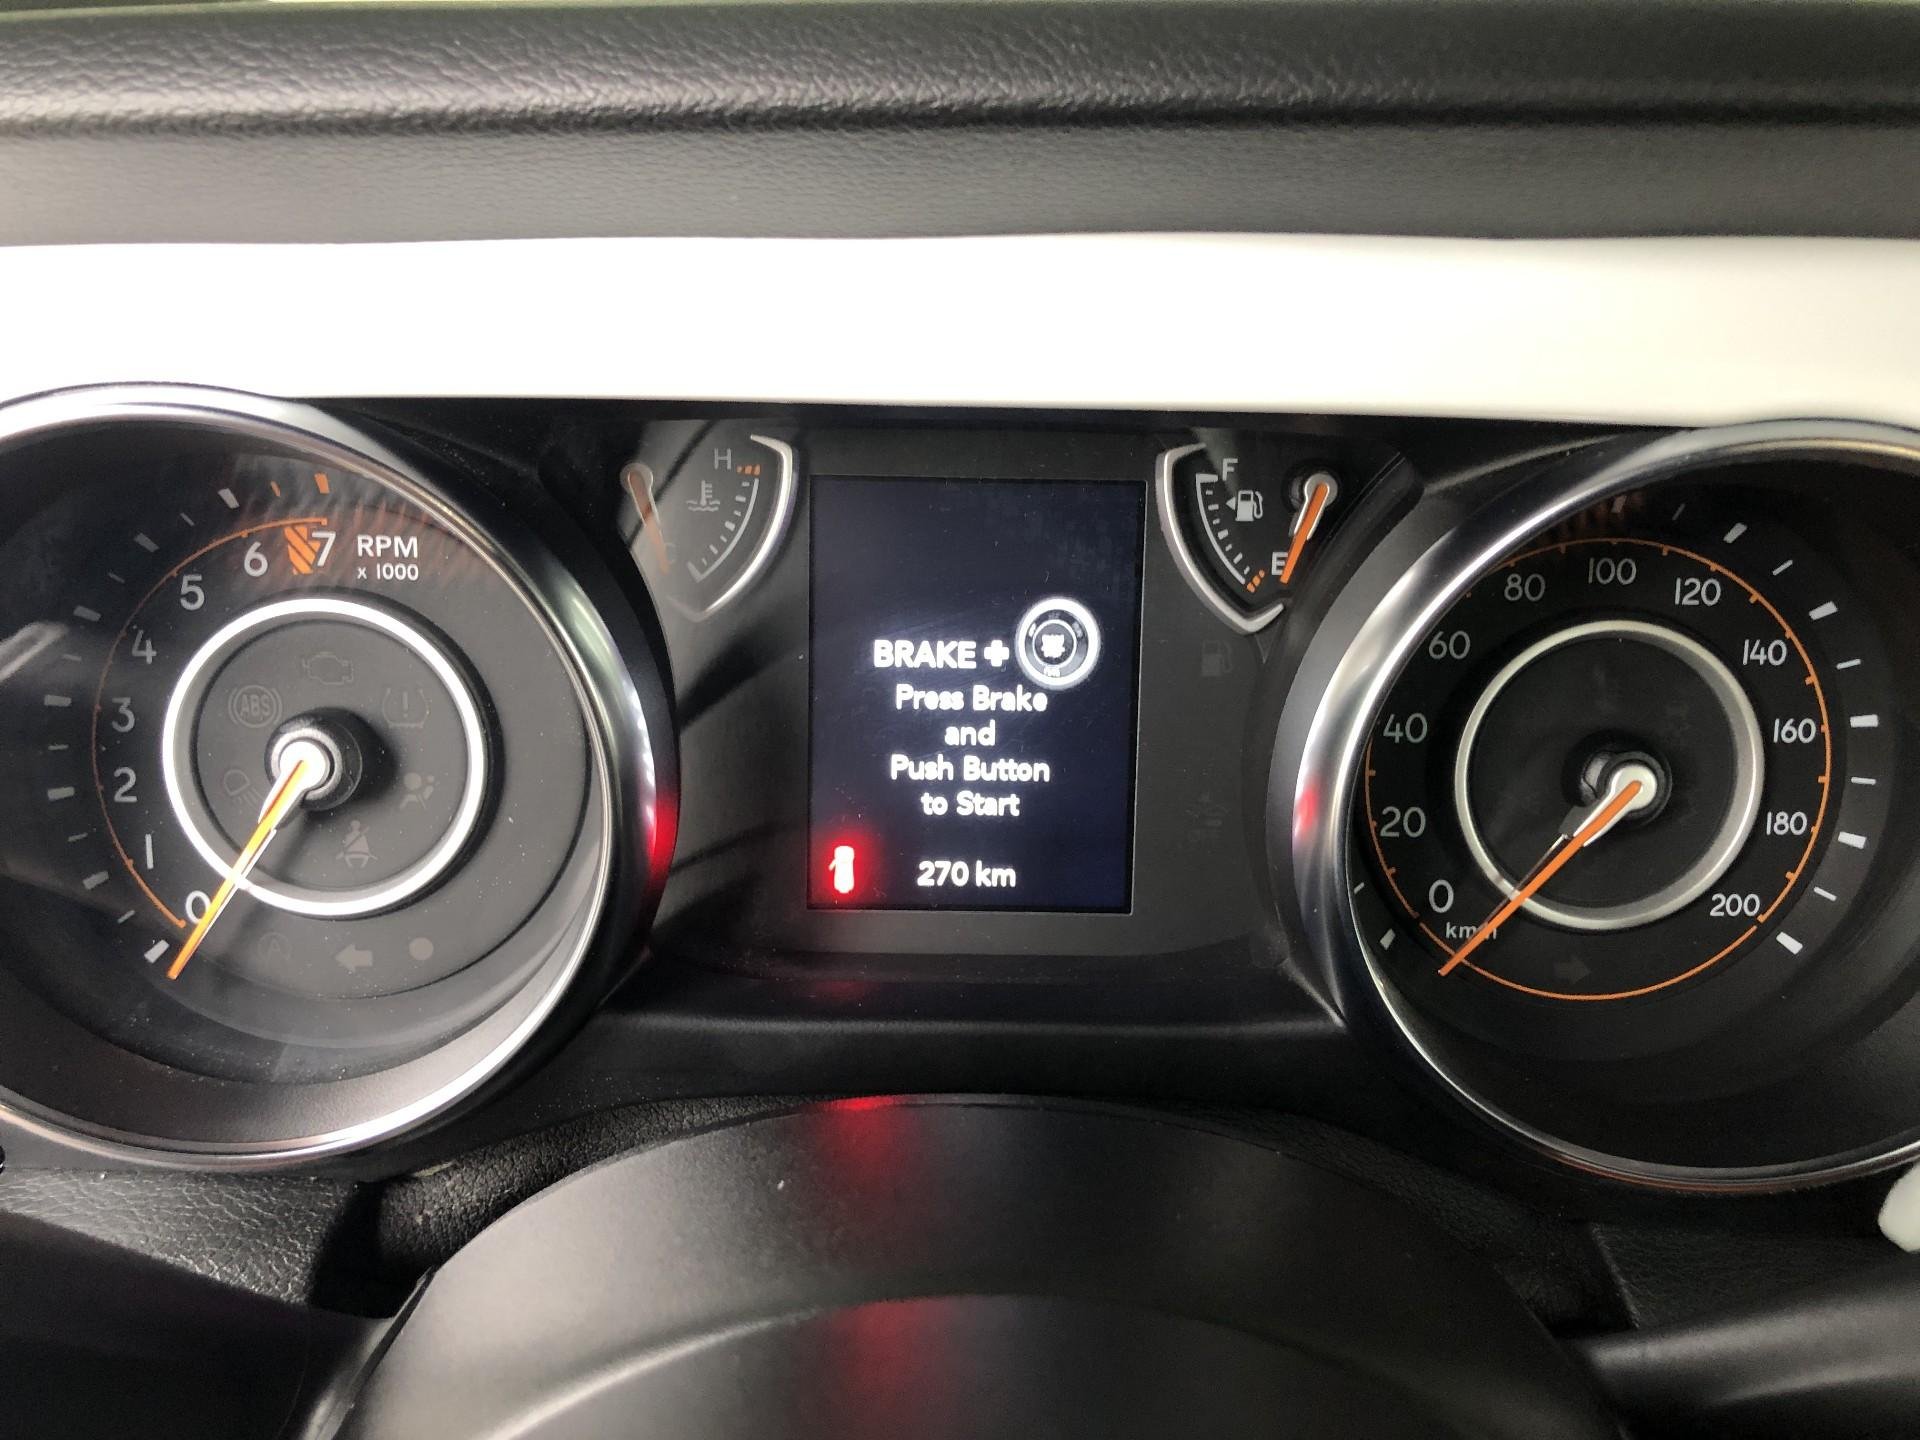 H
C
F
E
7
6
5
4
3
2
1
0
RPM
x 1000
ABS
BRAKE +
Press Brake
and
Push Button
to Start
270 km
0
20
40
60
80
100
120
140
160
180
200